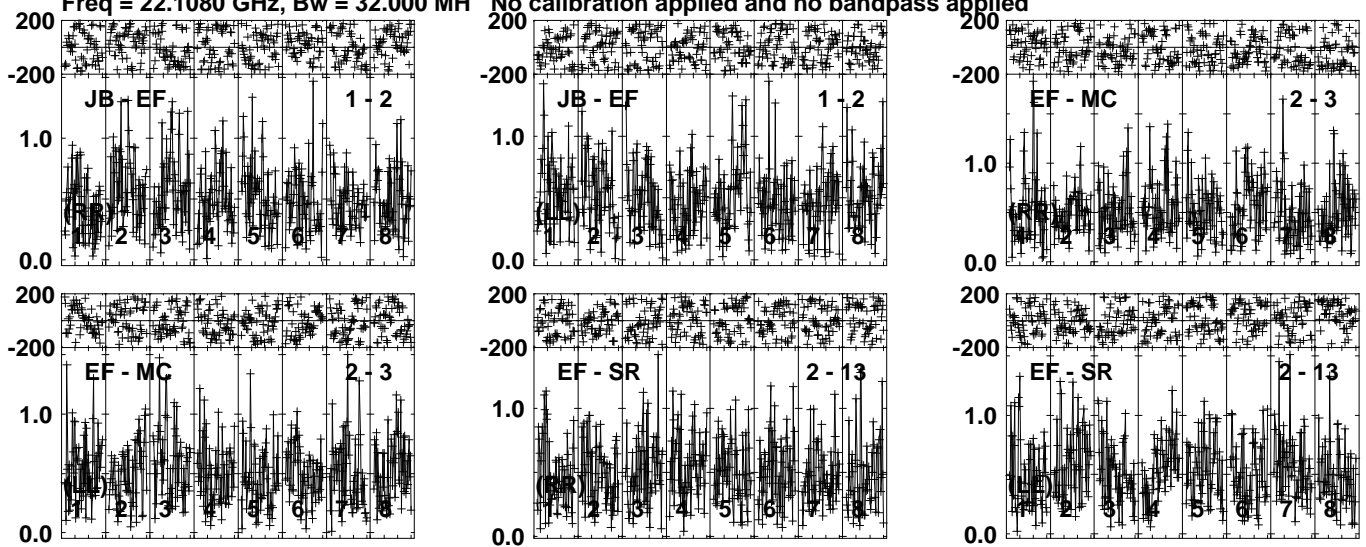 Freq = 22.1080 GHz, Bw = 32.000 MH No calibration applied and no bandpass applied
200
-200
JB - EF 1 - 2
1.0
(RR)
1 2 3 4 5 6 7 8
0.0
200
-200
JB - EF 1 - 2
1.0
(LL)
1 2 3 4 5 6 7 8
0.0
200
-200
EF - MC 2 - 3
1.0
(RR)
1 2 3 4 5 6 7 8
0.0
200
-200
EF - MC 2 - 3
1.0
(LL)
1 2 3 4 5 6 7 8
0.0
200
-200
EF - SR 2 - 13
1.0
(RR)
1 2 3 4 5 6 7 8
0.0
200
-200
EF - SR 2 - 13
1.0
(LL)
1 2 3 4 5 6 7 8
0.0